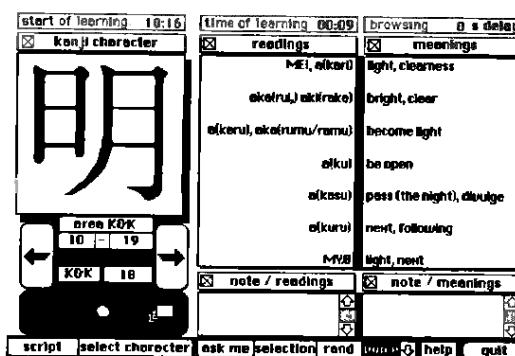 start of learning 10:16
time of learning 00:09
browsing 0 s delay
kanji character
readings
meanings
明
MEI, a(kari) light, clearness
aka(rui,) aki(raka) bright, clear
a(keru), aka(rumu/ramu) become light
a(ku) be open
a(kasu) pass (the night), divulge
a(kuru) next, following
MYŌ light, next
area K&K
10 - 19
K&K 18
note / readings
note / meanings
script select character ask me selection rand help quit